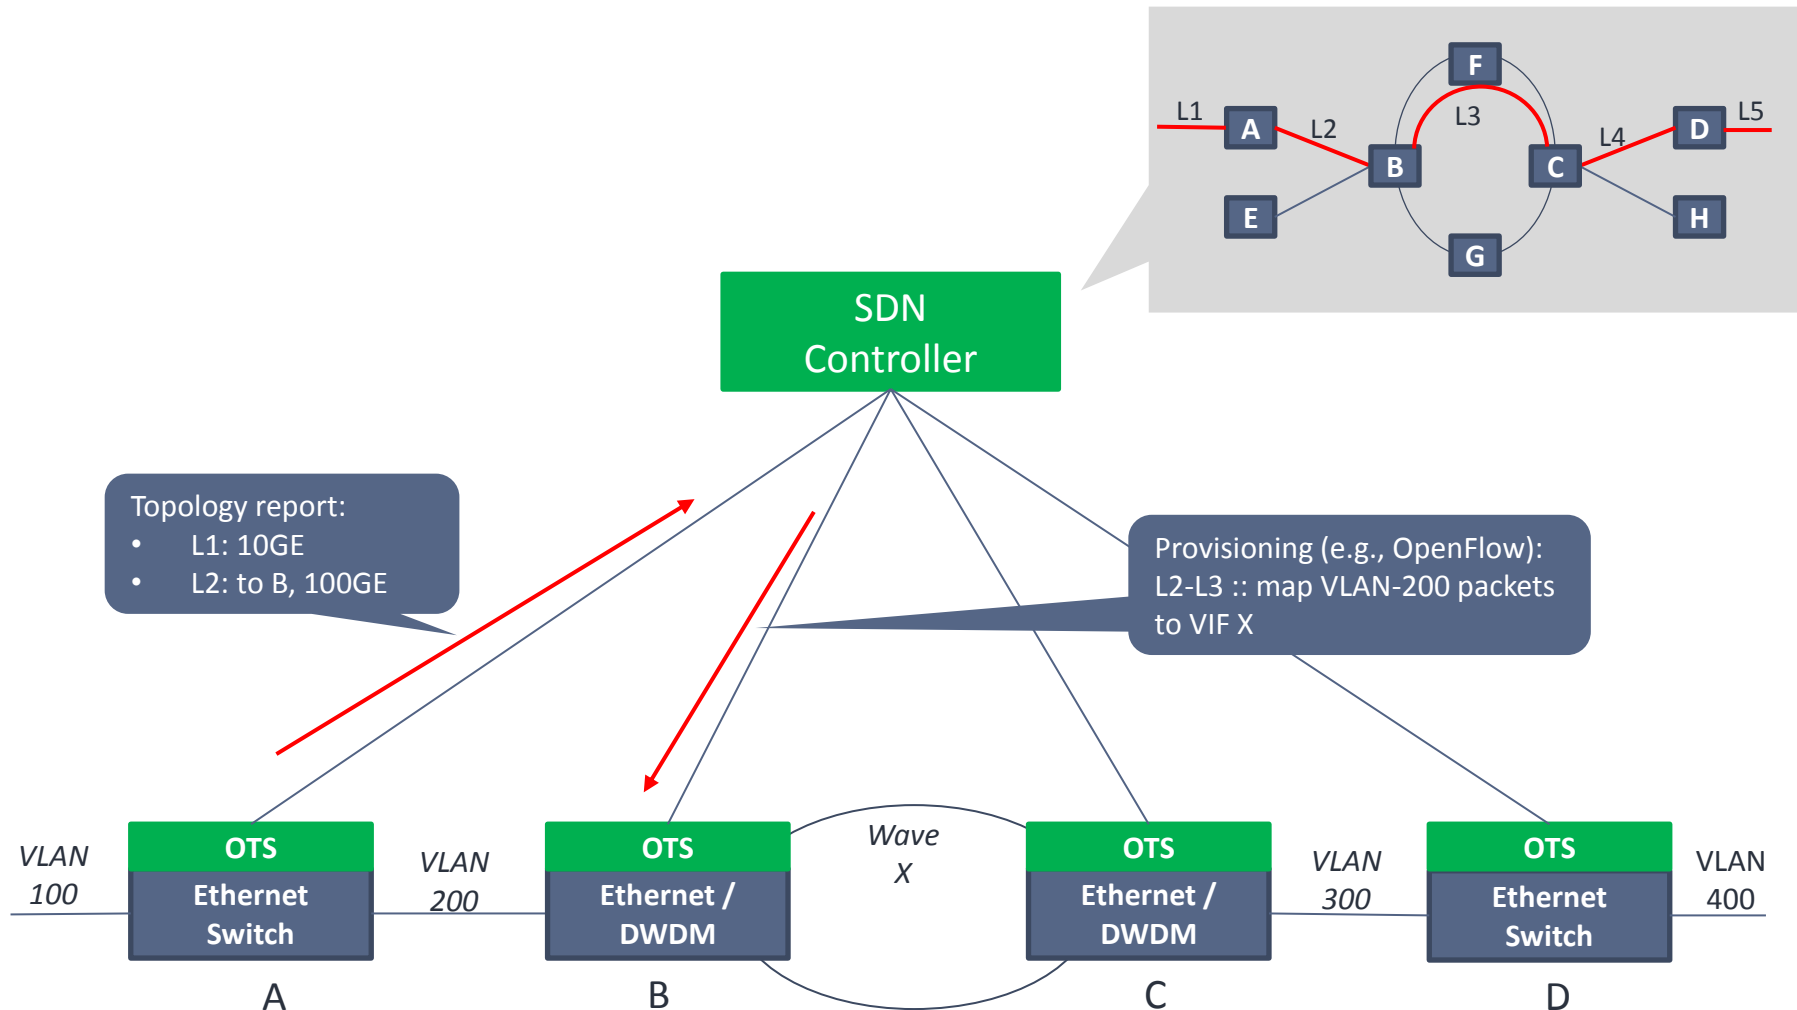 F
L1
A
L2
L3
L4
D
L5
B
C
E
H
G
SDN
Controller
Topology report:
• L1: 10GE
• L2: to B, 100GE
Provisioning (e.g., OpenFlow):
L2-L3 :: map VLAN-200 packets
to VIF X
VLAN
100
OTS
Ethernet
Switch
A
VLAN
200
OTS
Ethernet /
DWDM
B
Wave
X
OTS
Ethernet /
DWDM
C
VLAN
300
OTS
Ethernet
Switch
D
VLAN
400